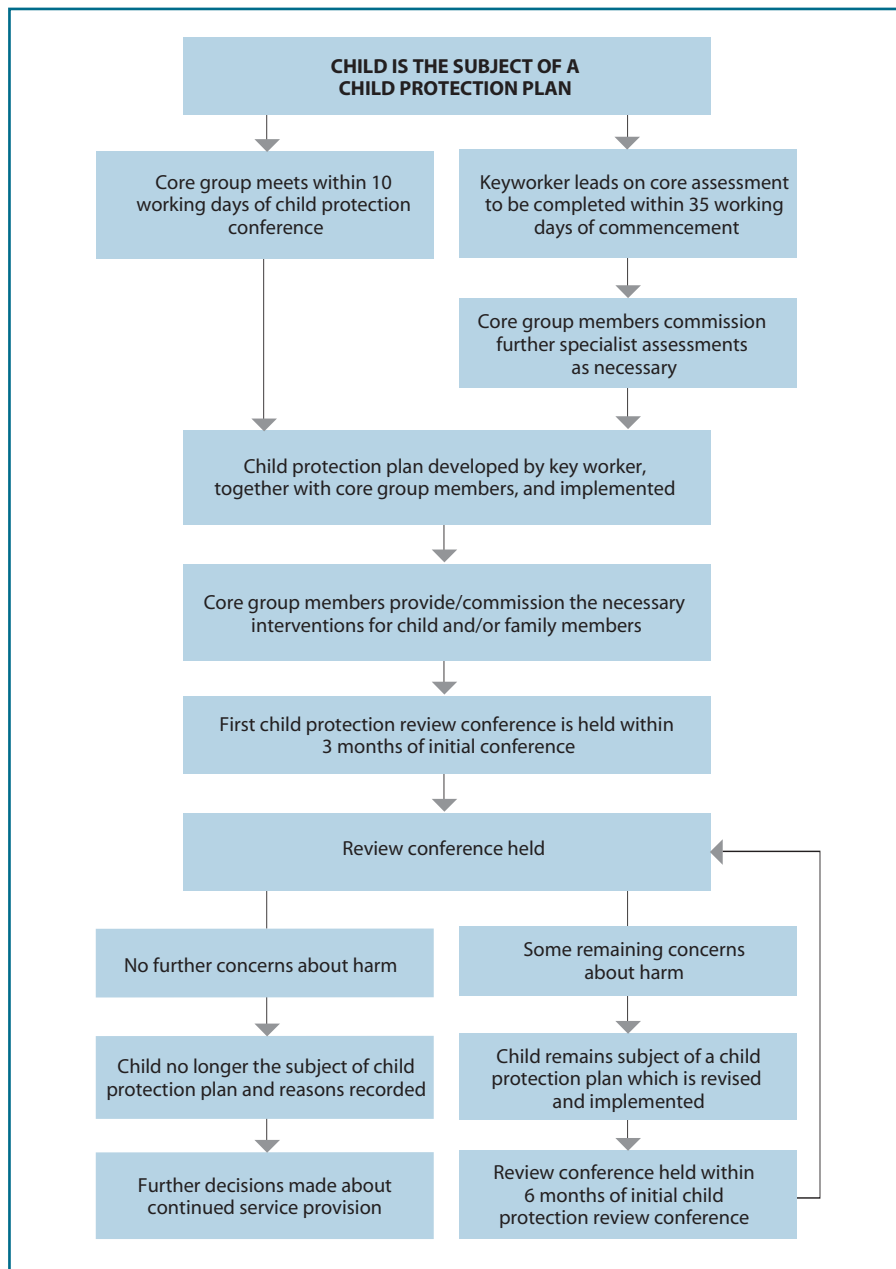 CHILD IS THE SUBJECT OF A
CHILD PROTECTION PLAN
Core group meets within 10
working days of child protection
conference
Keyworker leads on core assessment
to be completed within 35 working
days of commencement
Core group members commission
further specialist assessments
as necessary
Child protection plan developed by key worker,
together with core group members, and implemented
Core group members provide/commission the necessary
interventions for child and/or family members
First child protection review conference is held within
3 months of initial conference
Review conference held
No further concerns about harm
Some remaining concerns
about harm
Child no longer the subject of child
protection plan and reasons recorded
Child remains subject of a child
protection plan which is revised
and implemented
Further decisions made about
continued service provision
Review conference held within
6 months of initial child
protection review conference